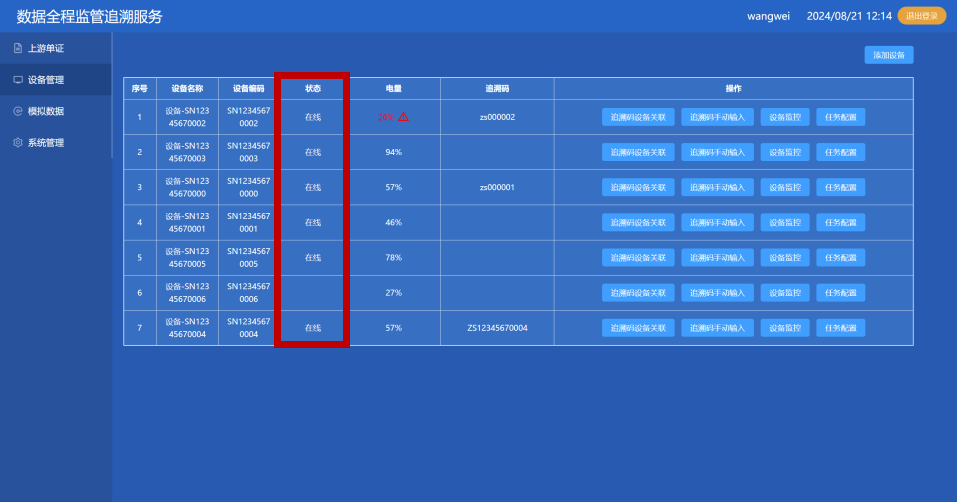 数据全程监管追溯服务
wangwei 2024/08/21 12:14 退出登录
上游单证
设备管理
模拟数据
系统管理
添加设备
序号 设备名称 设备编码 状态 电量 追溯码 操作
1 设备-SN12345670002 SN12345670002 在线 zs000002 追溯码设备关联 追溯码手动输入 设备监控 任务配置
2 设备-SN12345670003 SN12345670003 在线 94% 追溯码设备关联 追溯码手动输入 设备监控 任务配置
3 设备-SN12345670000 SN12345670000 在线 57% zs000001 追溯码设备关联 追溯码手动输入 设备监控 任务配置
4 设备-SN12345670001 SN12345670001 在线 46% 追溯码设备关联 追溯码手动输入 设备监控 任务配置
5 设备-SN12345670005 SN12345670005 在线 78% 追溯码设备关联 追溯码手动输入 设备监控 任务配置
6 设备-SN12345670006 SN12345670006 27% 追溯码设备关联 追溯码手动输入 设备监控 任务配置
7 设备-SN12345670004 SN12345670004 在线 57% ZS12345670004 追溯码设备关联 追溯码手动输入 设备监控 任务配置